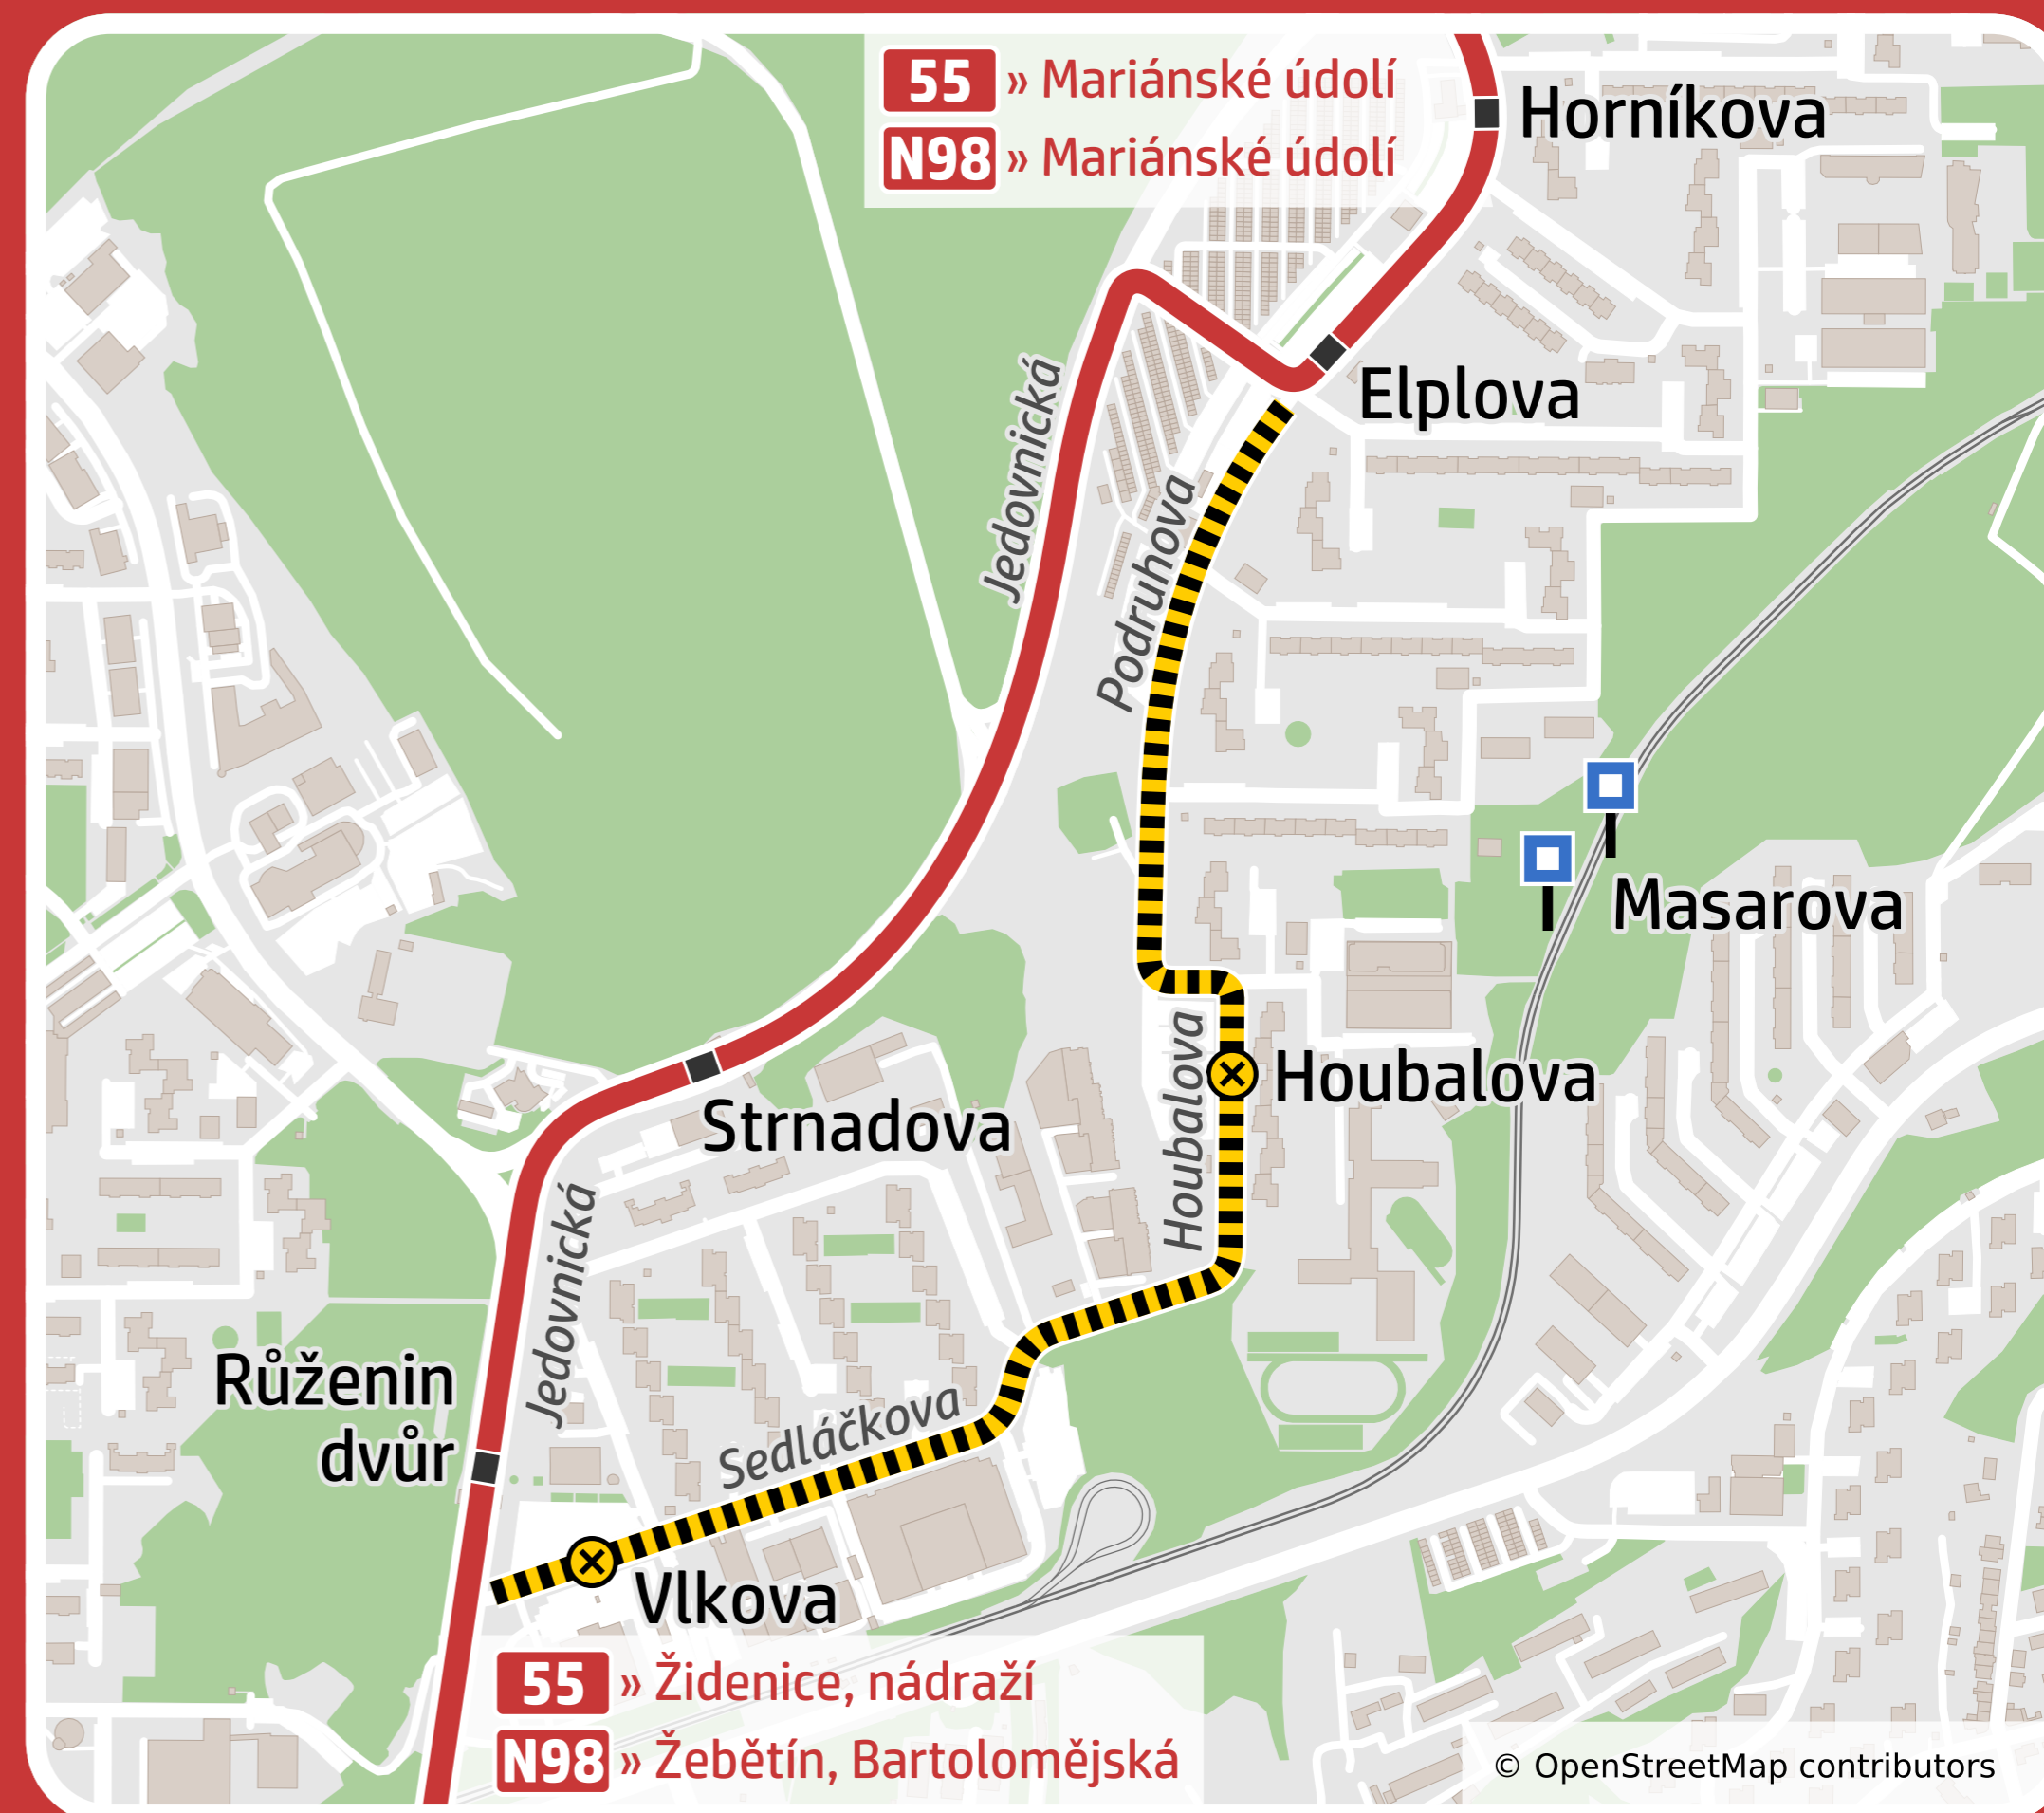 55 » Mariánské údolí
N98 » Mariánské údolí
Horníkova
Elplova
Jedovnická
Podruhova
Masarova
Houbalova
Houbalova
Strnadova
Jedovnická
Růženin
dvůr
Sedláčkova
Vlkova
55 » Židenice, nádraží
N98 » Žebětín, Bartolomějská
© OpenStreetMap contributors